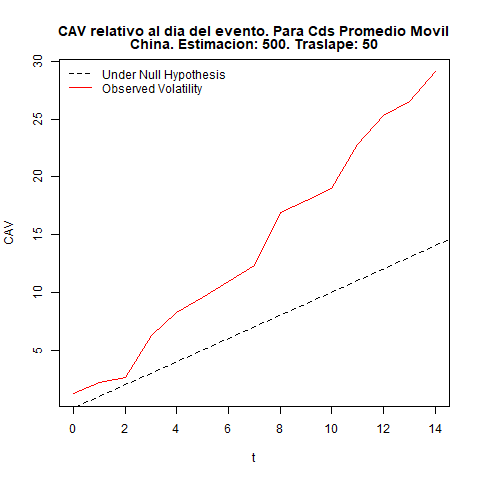 CAV relativo al dia del evento. Para Cds Promedio Movil
China. Estimacion: 500. Traslape: 50
Under Null Hypothesis
Observed Volatility
30
25
20
15
10
5
CAV
0 2 4 6 8 10 12 14
t